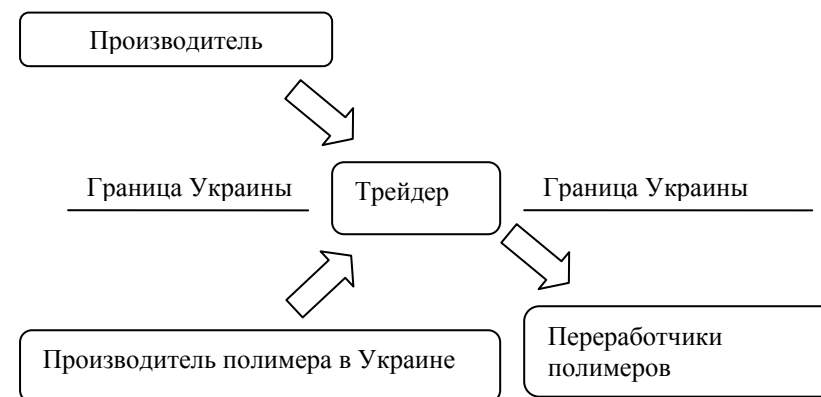 Производитель
Граница Украины
Трейдер
Граница Украины
Производитель полимера в Украине
Переработчики
полимеров